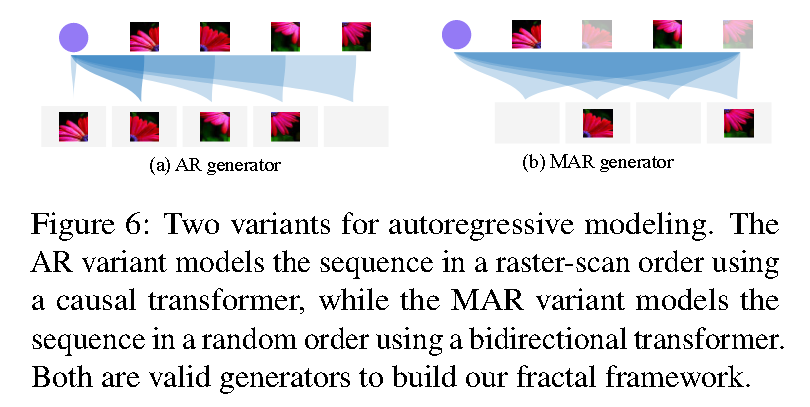 (a) AR generator
(b) MAR generator
Figure 6: Two variants for autoregressive modeling. The
AR variant models the sequence in a raster-scan order using
a causal transformer, while the MAR variant models the
sequence in a random order using a bidirectional transformer.
Both are valid generators to build our fractal framework.